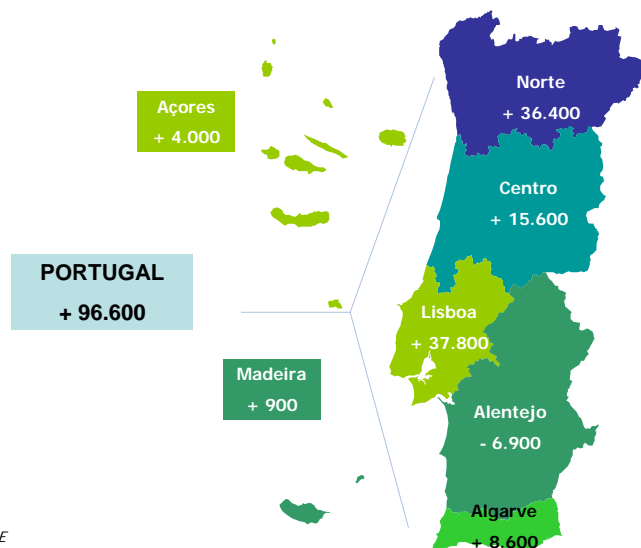 Norte
+ 36.400
Açores
+ 4.000
Centro
+ 15.600
PORTUGAL
+ 96.600
Lisboa
+ 37.800
Madeira
+ 900
Alentejo
- 6.900
Algarve
+ 8.600
E